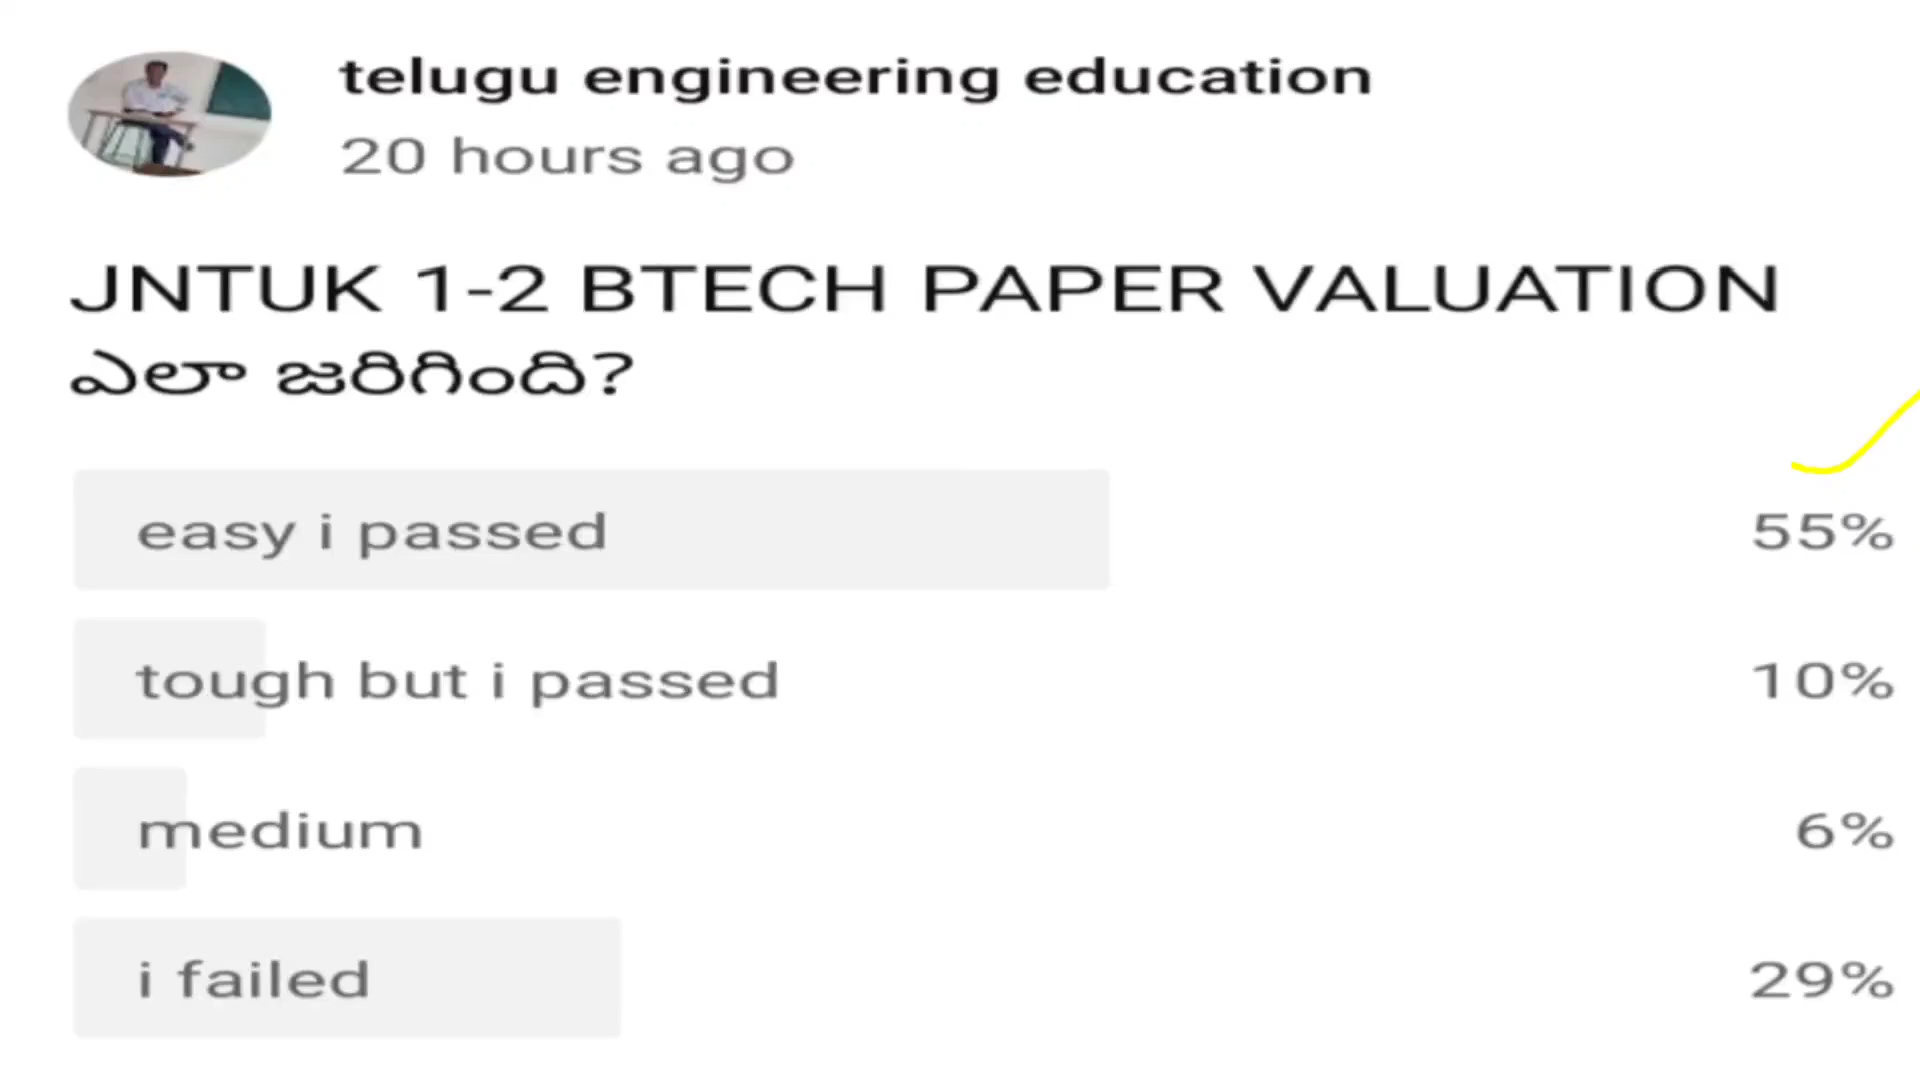 telugu engineering education
20 hours ago
JNTUK 1-2 BTECH PAPER VALUATION
ఎలా జరిగింది?
easy i passed 55%
tough but i passed 10%
medium 6%
i failed 29%